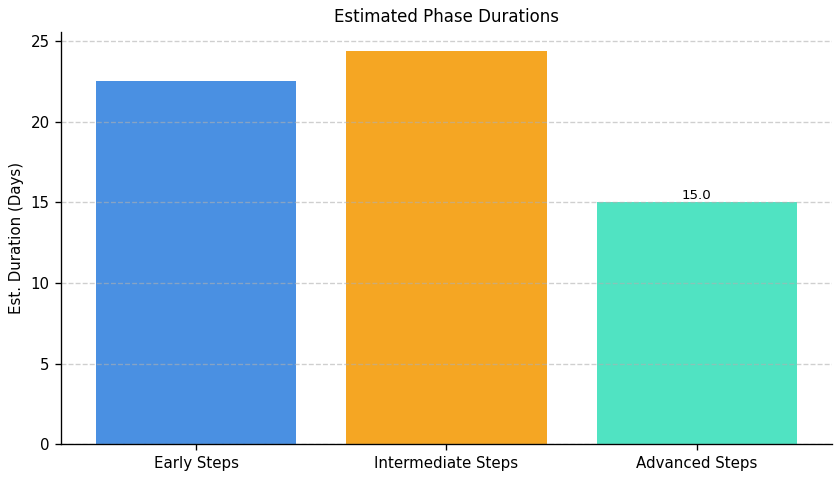 Estimated Phase Durations
Est. Duration (Days)
25
20
15
10
5
0
15.0
Early Steps
Intermediate Steps
Advanced Steps